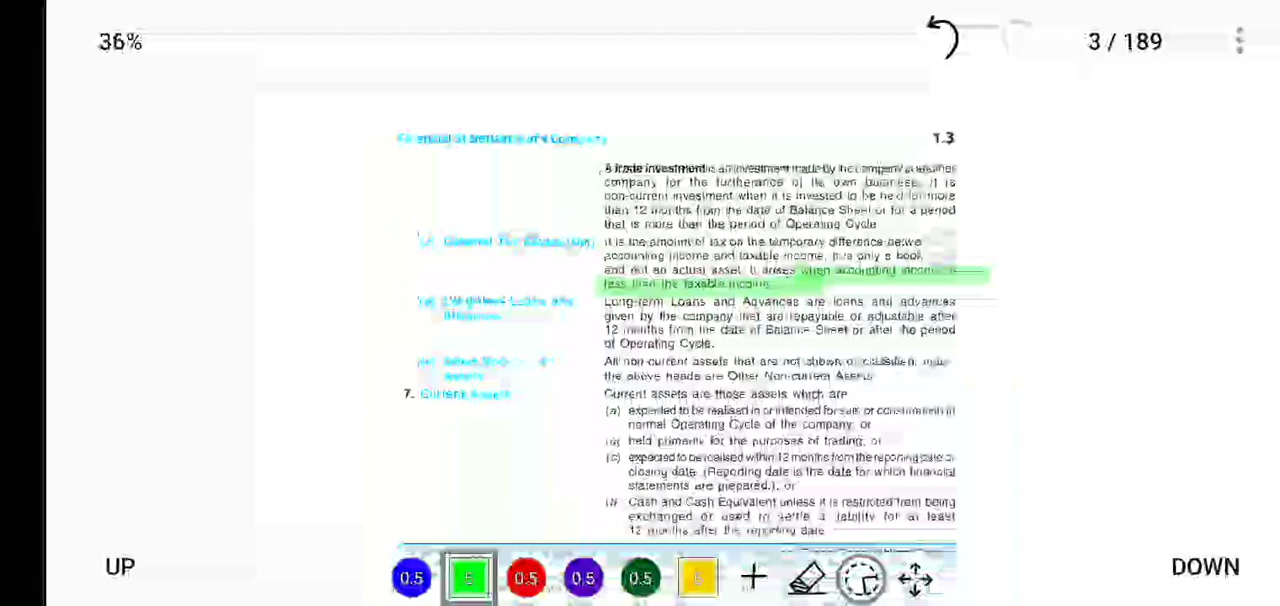 36%
3 / 189
Financial Statements of a Company
1.3
A trade investment is an investment made by the company in another
company for the furtherance of its own business. It is
non-current investment when it is invested to be held for more
than 12 months from the date of Balance Sheet or for a period
that is more than the period of Operating Cycle
It is the amount of tax on the temporary difference betwe
accounting income and taxable income. It is only a book
and not an actual asset. It arises when accounting income is
less than the taxable income.
Long-term Loans and Advances are loans and advances
given by the company that are repayable or adjustable after
12 months from the date of Balance Sheet or after the period
of Operating Cycle.
All non-current assets that are not shown or classified
the above heads are Other Non-current Assets
7. Current Assets
Current assets are those assets which are
(a) expected to be realised in or intended for sale or consumption in
normal Operating Cycle of the company; or
held primarily for the purposes of trading; or
(c) expected to be realised within 12 months from the reporting date or
closing date. (Reporting date is the date for which financial
statements are prepared.); or
Cash and Cash Equivalent unless it is restricted from being
exchanged or used to settle a liability for at least
12 months after the reporting date
0.5
0.5
0.5
0.5
UP
DOWN